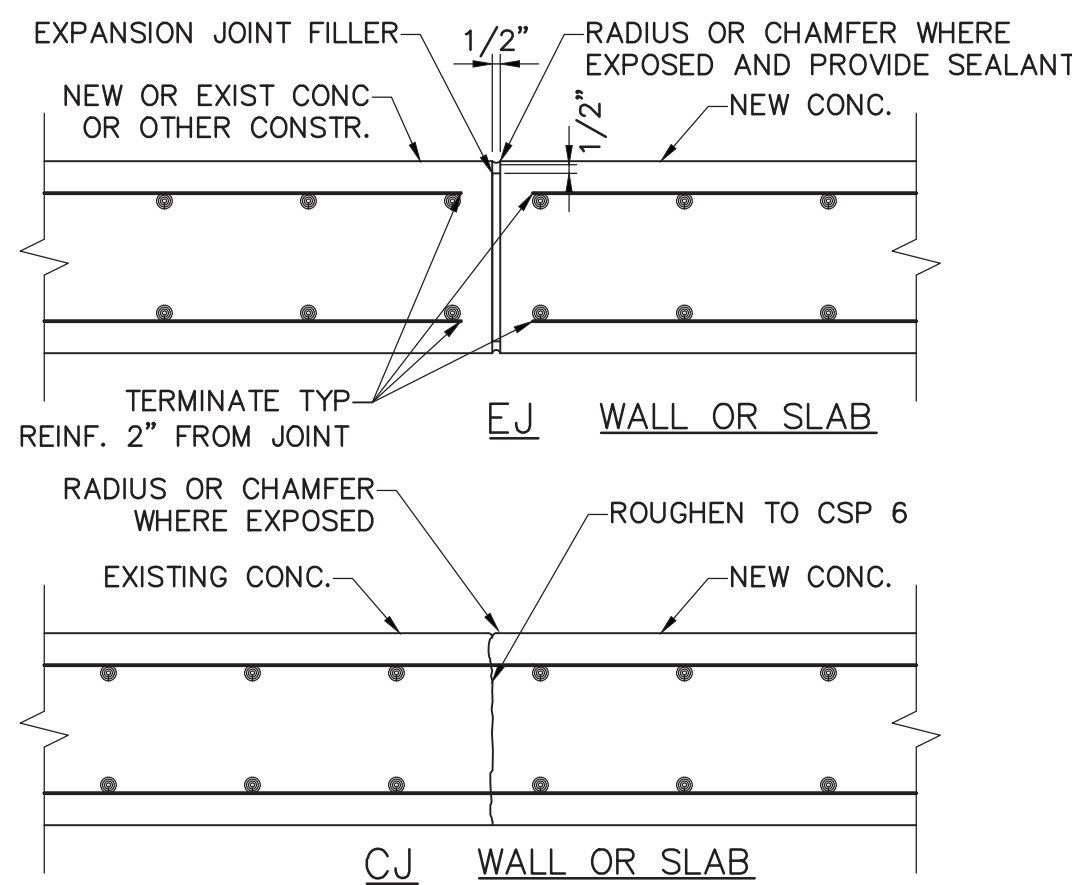 EXPANSION JOINT FILLER
1/2"
RADIUS OR CHAMFER WHERE
EXPOSED AND PROVIDE SEALANT
NEW OR EXIST CONC
OR OTHER CONSTR.
1/2"
NEW CONC.
TERMINATE TYP
REINF. 2" FROM JOINT
EJ WALL OR SLAB
RADIUS OR CHAMFER
WHERE EXPOSED
ROUGHEN TO CSP 6
EXISTING CONC.
NEW CONC.
CJ WALL OR SLAB